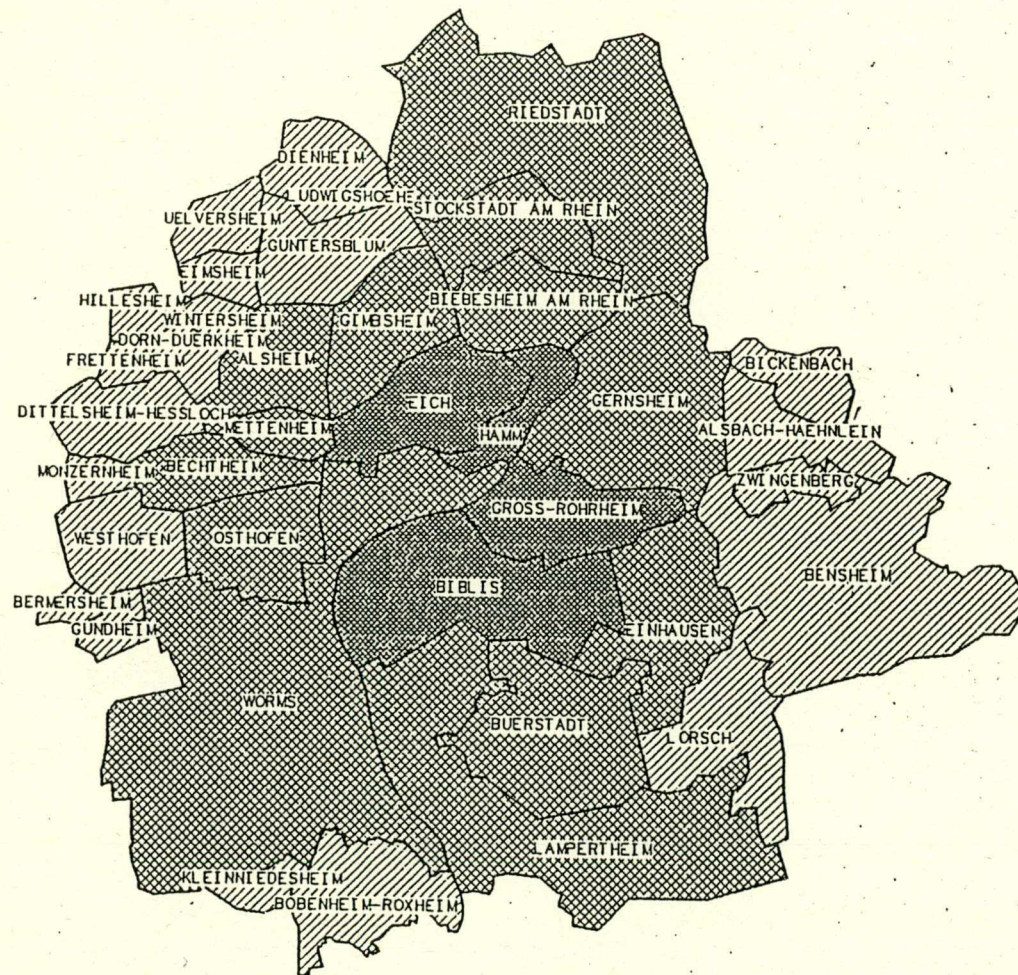 RIEDSTADT
DIENHEIM
LUDWIGSHOEHE
STOCKSTADT AM RHEIN
UELVERSHEIM
GUNTERSBLUM
EIMSHEIM
HILLESHEIM
BIEBESHEIM AM RHEIN
WINTERSHEIM
GIMBSHEIM
DORN-DUERKHEIM
FRETTENHEIM
ALSHEIM
BICKENBACH
EICH
GERNSHEIM
DITTELSHEIM-HESSLOCH
METTENHEIM
HAMM
ALSBACH-HAEHNLEIN
MONZERNHEIM
BECHTHEIM
ZWINGENBERG
GROSS-ROHRHEIM
WESTHOFEN
OSTHOFEN
BENSHEIM
BIBLIS
BERMERSHEIM
GUNDHEIM
EINHAUSEN
WORMS
BUERSTADT
LORSCH
LAMPERTHEIM
KLEINNIEDESHEIM
BOBENHEIM-ROXHEIM